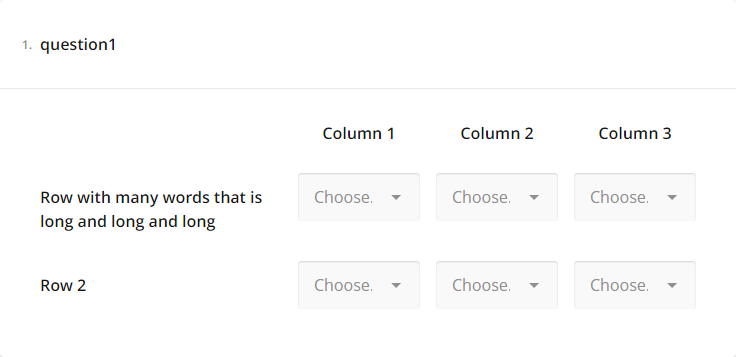 1. question1
Column 1 Column 2 Column 3
Row with many words that is
long and long and long
Choose. Choose. Choose.
Row 2 Choose. Choose. Choose.